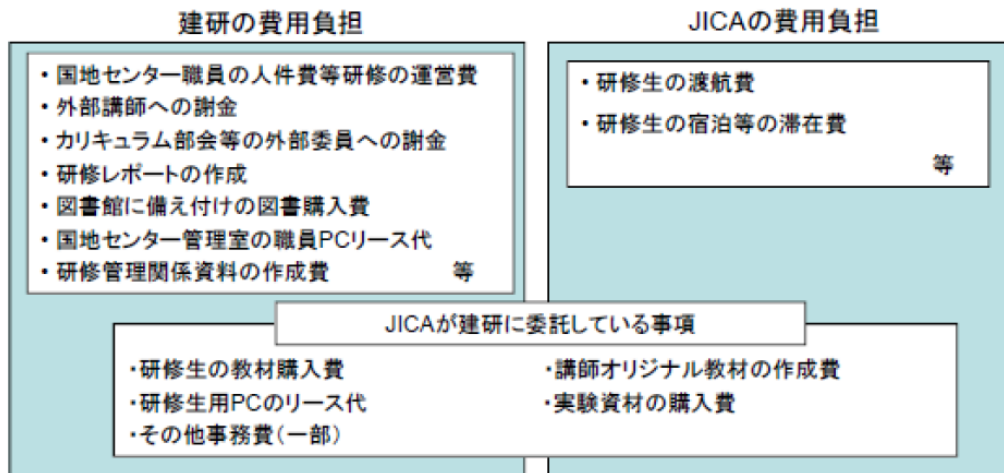 建研の費用負担
・国地センター職員の人件費等研修の運営費
・外部講師への謝金
・カリキュラム部会等の外部委員への謝金
・研修レポートの作成
・図書館に備え付けの図書購入費
・国地センター管理室の職員PCリース代
・研修管理関係資料の作成費 等
JICAの費用負担
・研修生の渡航費
・研修生の宿泊等の滞在費
等
JICAが建研に委託している事項
・研修生の教材購入費
・研修生用PCのリース代
・その他事務費(一部)
・講師オリジナル教材の作成費
・実験資材の購入費